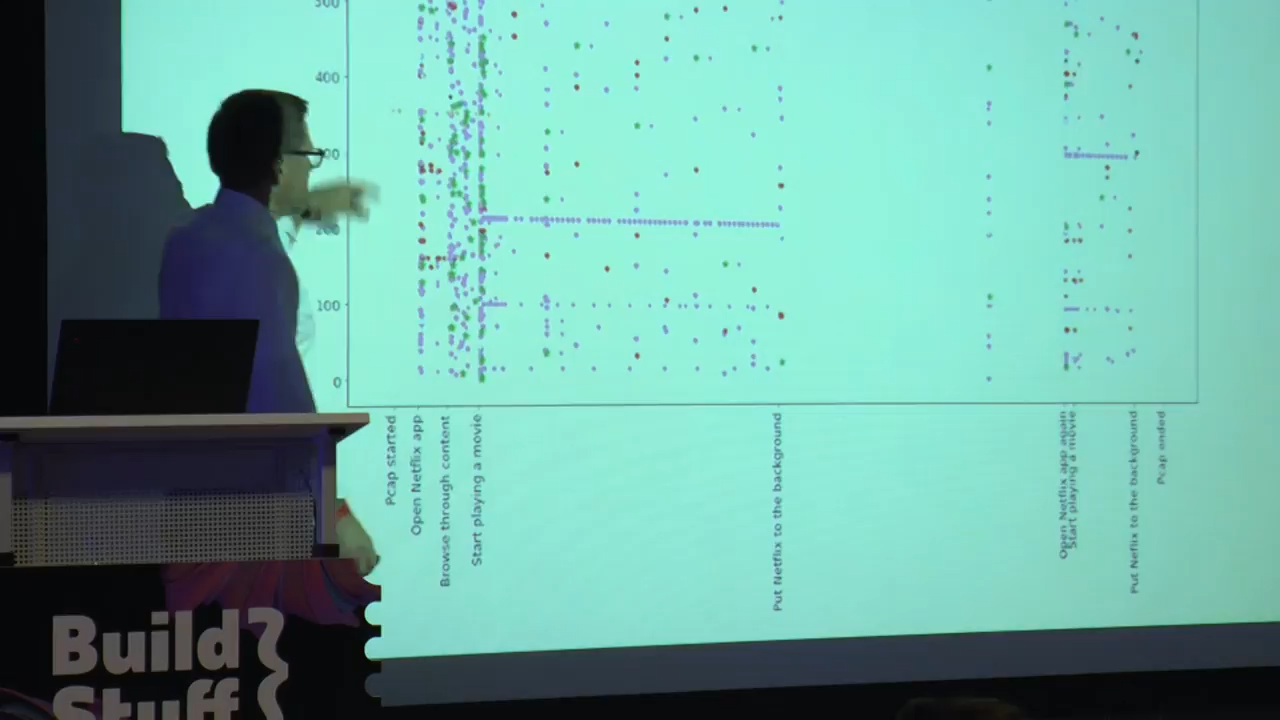 500
400
300
200
100
0
Pcap started
Open Netflix app
Browse through content
Start playing a movie
Put Netflix to the background
Open Netflix app again
Start playing a movie
Put Neflix to the background
Pcap ended
Build
Stuff